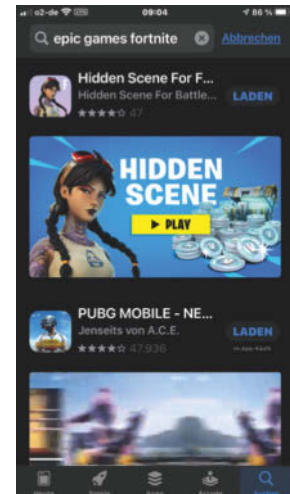 o2-de 09:04 86 %
epic games fortnite Abbrechen
Hidden Scene For F...
Hidden Scene For Battle... LADEN
47
HIDDEN
SCENE
PLAY
PUBG MOBILE - NE...
Jenseits von A.C.E. LADEN
47.936
In-App-Käufe